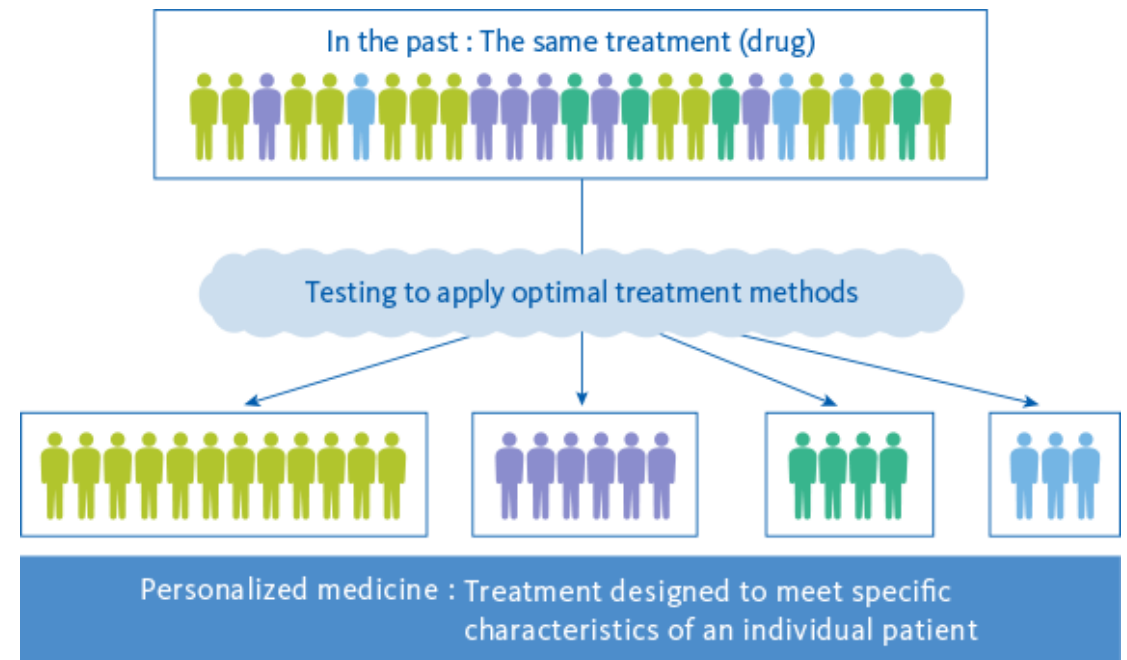 In the past : The same treatment (drug)
Testing to apply optimal treatment methods
Personalized medicine : Treatment designed to meet specific
characteristics of an individual patient